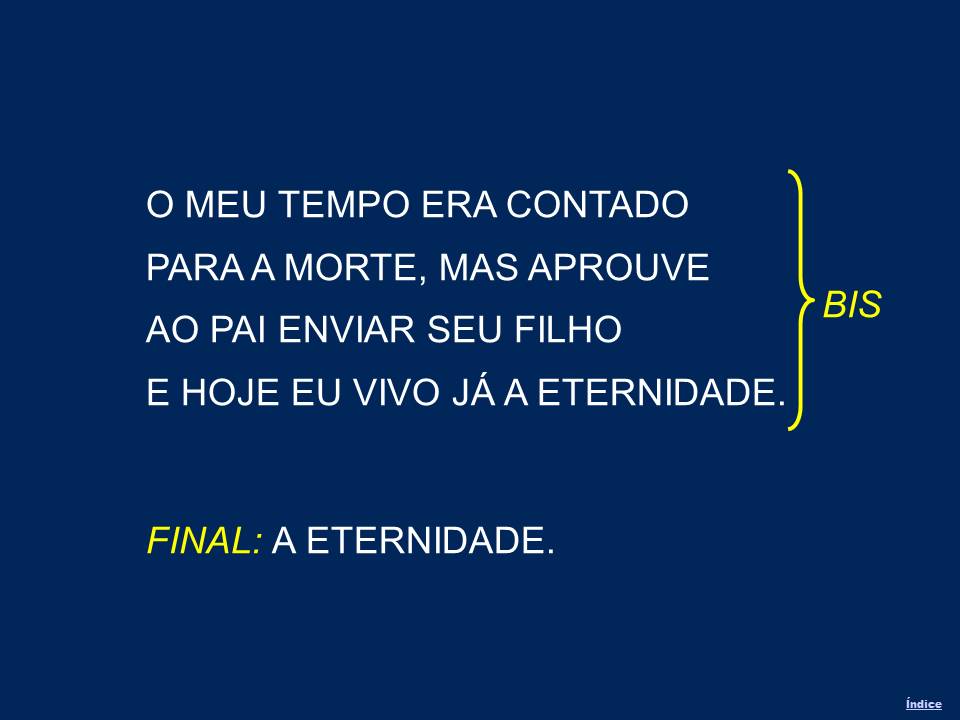 O MEU TEMPO ERA CONTADO
PARA A MORTE, MAS APROUVE
AO PAI ENVIAR SEU FILHO
E HOJE EU VIVO JÁ A ETERNIDADE.
BIS
FINAL: A ETERNIDADE.
Índice